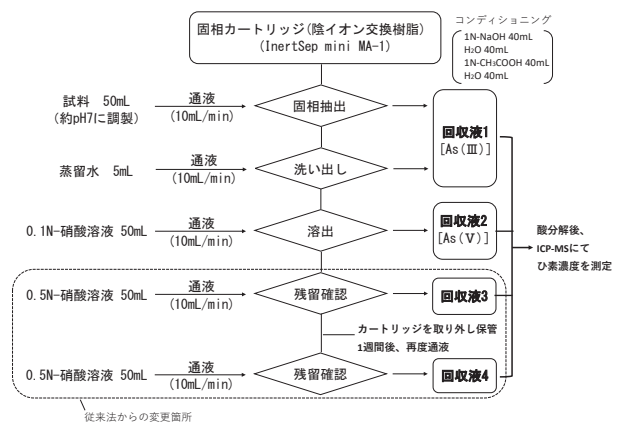 コンディショニング
1N-NaOH 40mL
H₂O 40mL
1N-CH₃COOH 40mL
H₂O 40mL
固相カートリッジ(陰イオン交換樹脂)
(InertSep mini MA-1)
試料 50mL
(約pH7に調製)
通液
(10mL/min)
固相抽出
回収液1
[As(Ⅲ)]
蒸留水 5mL
通液
(10mL/min)
洗い出し
0.1N-硝酸溶液 50mL
通液
(10mL/min)
溶出
回収液2
[As(Ⅴ)]
酸分解後、
ICP-MSにて
ひ素濃度を測定
0.5N-硝酸溶液 50mL
通液
(10mL/min)
残留確認
回収液3
カートリッジを取り外し保管
1週間後、再度通液
0.5N-硝酸溶液 50mL
通液
(10mL/min)
残留確認
回収液4
従来法からの変更箇所